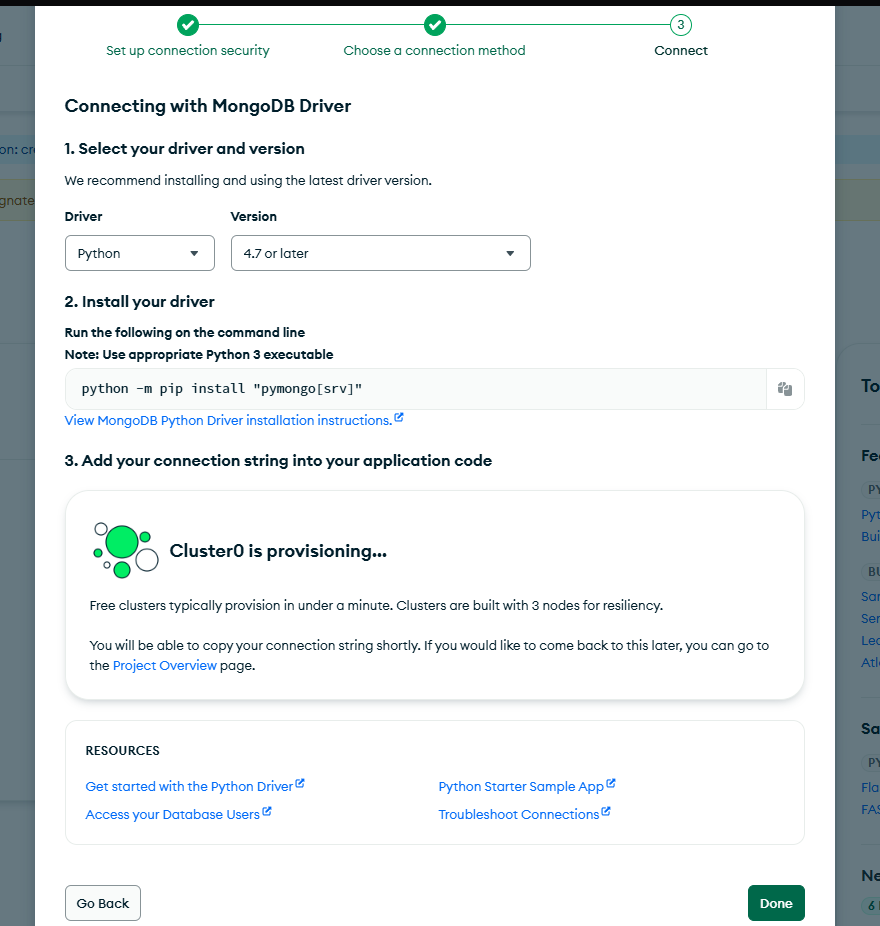 3
Set up connection security
Choose a connection method
Connect
Connecting with MongoDB Driver
1. Select your driver and version
We recommend installing and using the latest driver version.
Driver
Version
Python
4.7 or later
2. Install your driver
Run the following on the command line
Note: Use appropriate Python 3 executable
python -m pip install "pymongo[srv]"
View MongoDB Python Driver installation instructions.
3. Add your connection string into your application code
Cluster0 is provisioning...
Free clusters typically provision in under a minute. Clusters are built with 3 nodes for resiliency.
You will be able to copy your connection string shortly. If you would like to come back to this later, you can go to
the Project Overview page.
RESOURCES
Get started with the Python Driver
Python Starter Sample App
Access your Database Users
Troubleshoot Connections
Go Back
Done